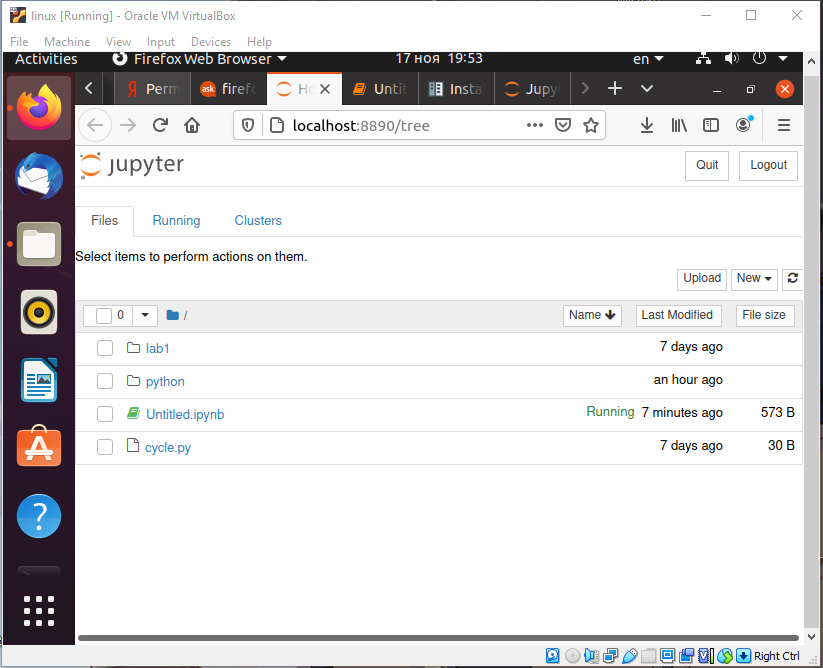 linux [Running] - Oracle VM VirtualBox
File Machine View Input Devices Help
Activities Firefox Web Browser 17 ноя 19:53 en
Я Perm ask firef Ho Untit Insta Jupy
localhost:8890/tree
jupyter Quit Logout
Files Running Clusters
Select items to perform actions on them.
Upload New
0 / Name Last Modified File size
lab1 7 days ago
python an hour ago
Untitled.ipynb Running 7 minutes ago 573 B
cycle.py 7 days ago 30 B
Right Ctrl